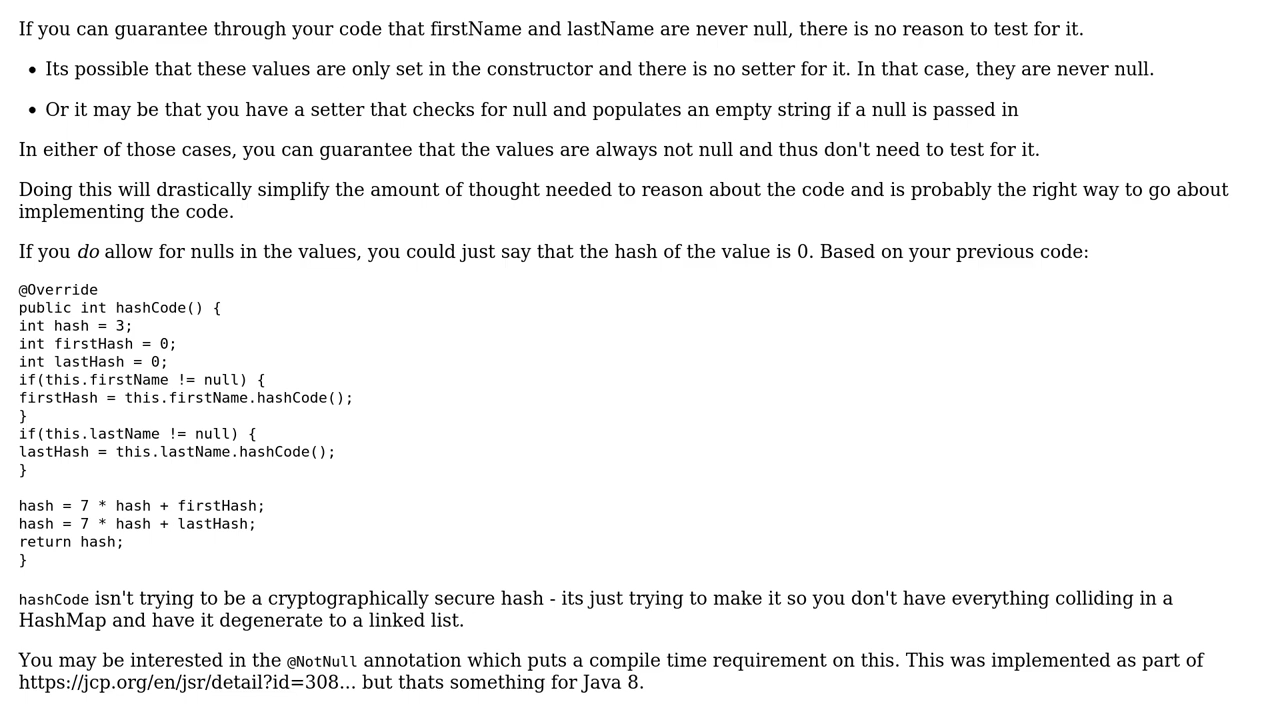 If you can guarantee through your code that firstName and lastName are never null, there is no reason to test for it.
• Its possible that these values are only set in the constructor and there is no setter for it. In that case, they are never null.
• Or it may be that you have a setter that checks for null and populates an empty string if a null is passed in
In either of those cases, you can guarantee that the values are always not null and thus don't need to test for it.
Doing this will drastically simplify the amount of thought needed to reason about the code and is probably the right way to go about
implementing the code.
If you do allow for nulls in the values, you could just say that the hash of the value is 0. Based on your previous code:
@Override
public int hashCode() {
int hash = 3;
int firstHash = 0;
int lastHash = 0;
if(this.firstName != null) {
firstHash = this.firstName.hashCode();
}
if(this.lastName != null) {
lastHash = this.lastName.hashCode();
}
hash = 7 * hash + firstHash;
hash = 7 * hash + lastHash;
return hash;
}
hashCode isn't trying to be a cryptographically secure hash - its just trying to make it so you don't have everything colliding in a
HashMap and have it degenerate to a linked list.
You may be interested in the @NotNull annotation which puts a compile time requirement on this. This was implemented as part of
https://jcp.org/en/jsr/detail?id=308... but thats something for Java 8.